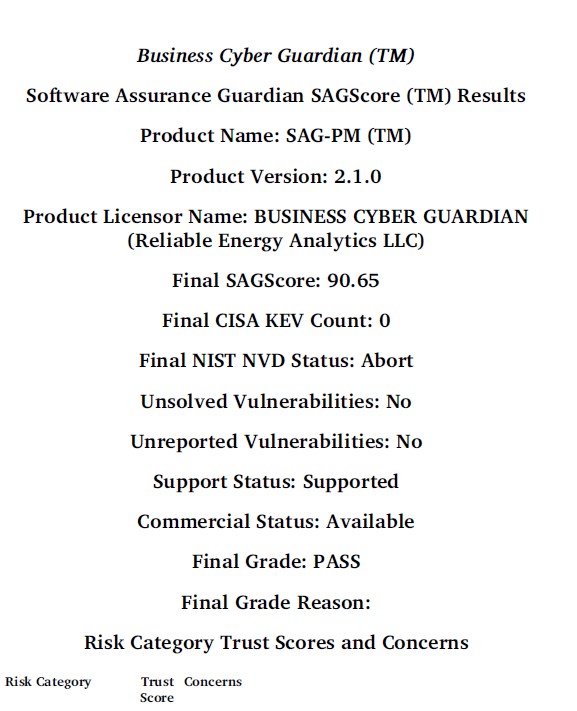 Business Cyber Guardian (TM)
Software Assurance Guardian SAGScore (TM) Results
Product Name: SAG-PM (TM)
Product Version: 2.1.0
Product Licensor Name: BUSINESS CYBER GUARDIAN
(Reliable Energy Analytics LLC)
Final SAGScore: 90.65
Final CISA KEV Count: 0
Final NIST NVD Status: Abort
Unsolved Vulnerabilities: No
Unreported Vulnerabilities: No
Support Status: Supported
Commercial Status: Available
Final Grade: PASS
Final Grade Reason:
Risk Category Trust Scores and Concerns
Risk Category Trust Concerns
Score